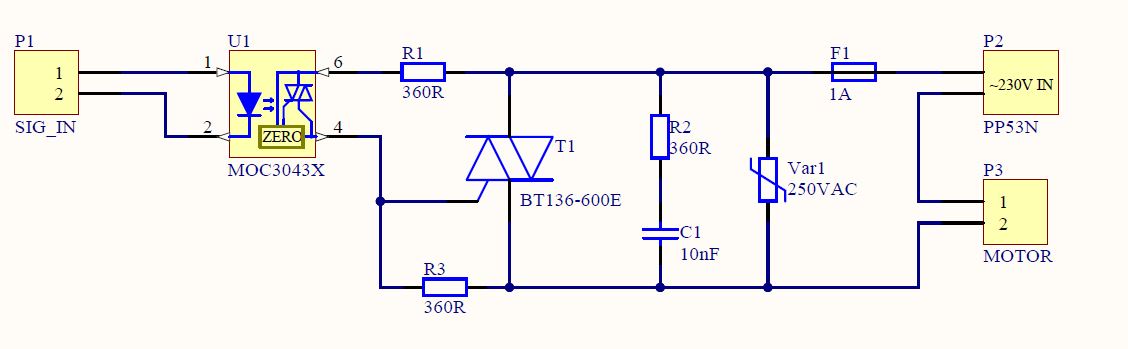 P1
1
2
SIG_IN
U1
1
2
6
4
ZERO
MOC3043X
R1
360R
T1
BT136-600E
R3
360R
R2
360R
C1
10nF
Var1
250VAC
F1
1A
P2
~230V IN
PP53N
P3
1
2
MOTOR